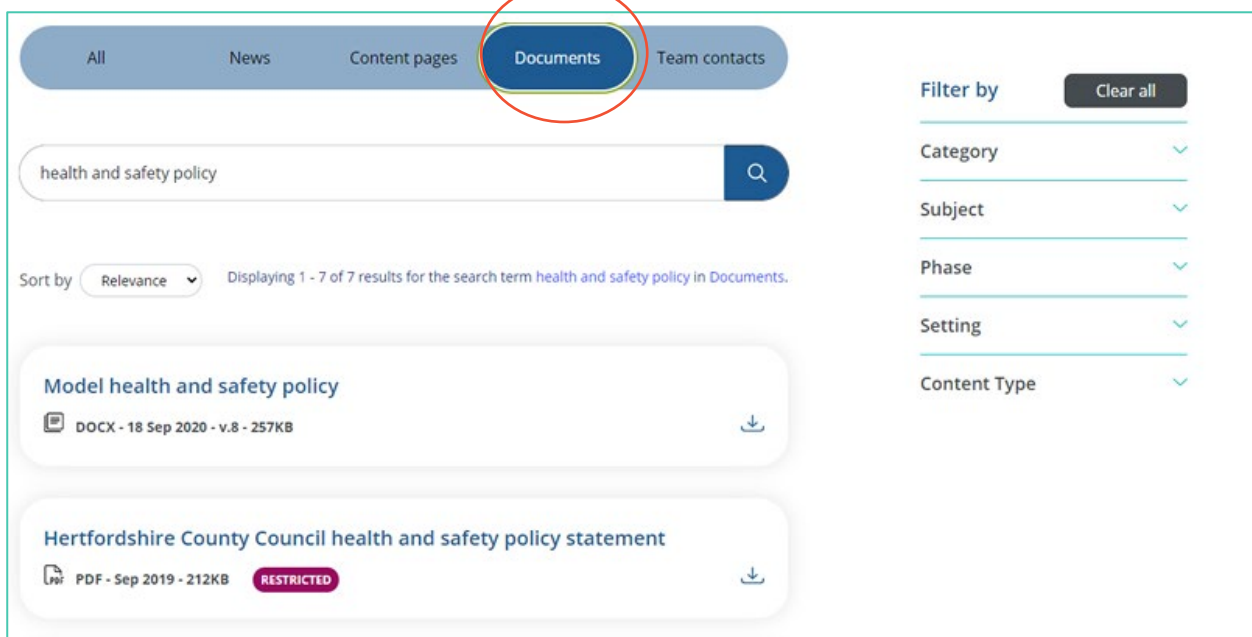 All News Content pages Documents Team contacts
health and safety policy
Sort by Relevance Displaying 1 - 7 of 7 results for the search term health and safety policy in Documents.
Model health and safety policy
DOCX - 18 Sep 2020 - v.8 - 257KB
Hertfordshire County Council health and safety policy statement
PDF PDF - Sep 2019 - 212KB RESTRICTED
Filter by Clear all
Category
Subject
Phase
Setting
Content Type